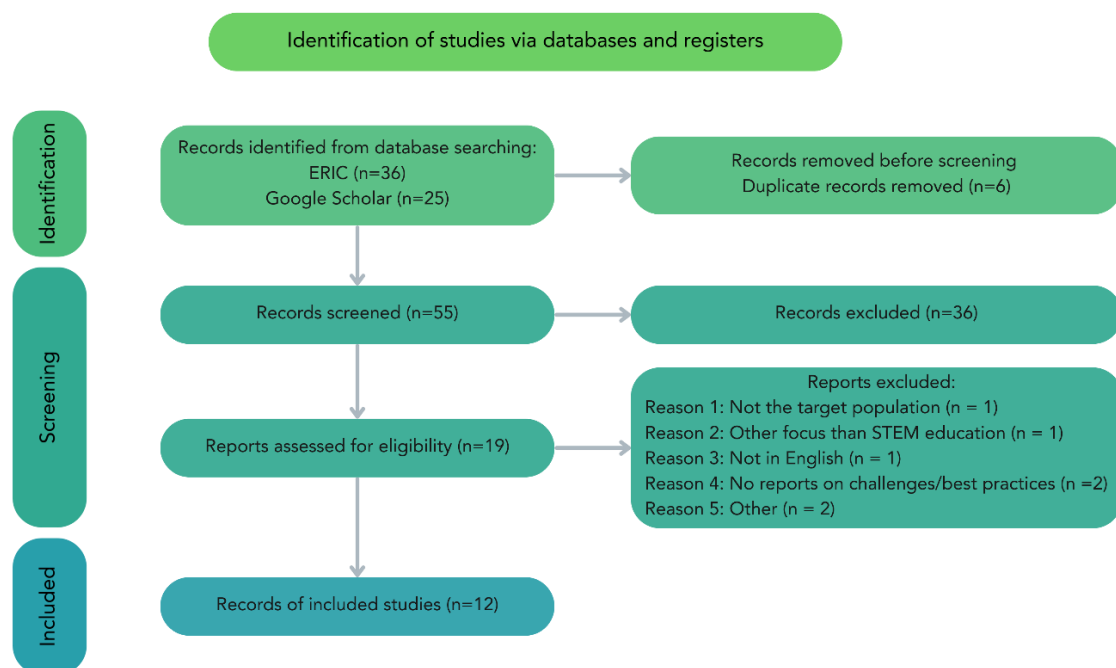 Identification of studies via databases and registers
Identification
Records identified from database searching:
ERIC (n=36)
Google Scholar (n=25)
Records removed before screening
Duplicate records removed (n=6)
Screening
Records screened (n=55)
Records excluded (n=36)
Reports assessed for eligibility (n=19)
Reports excluded:
Reason 1: Not the target population (n = 1)
Reason 2: Other focus than STEM education (n = 1)
Reason 3: Not in English (n = 1)
Reason 4: No reports on challenges/best practices (n =2)
Reason 5: Other (n = 2)
Included
Records of included studies (n=12)